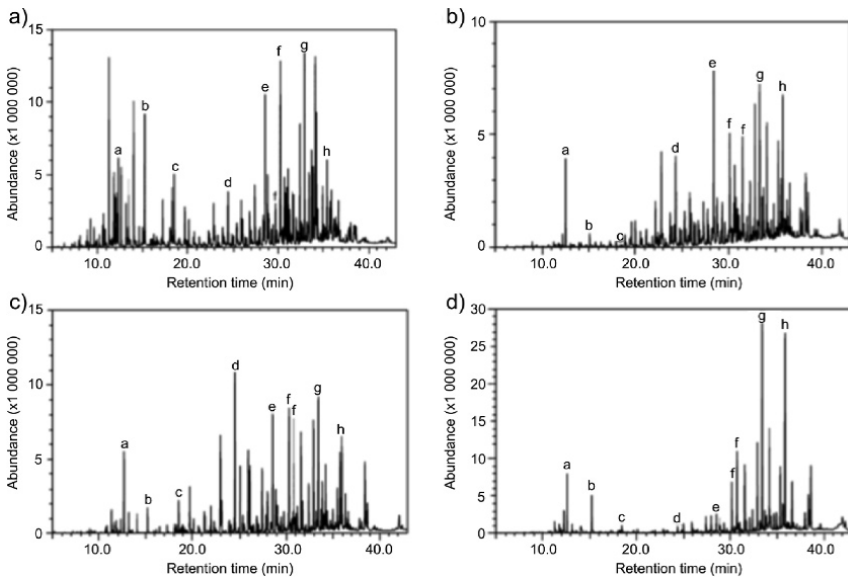 a)
15
10
5
0
Abundance (x1 000 000)
a
b
c
d
e
f
f
g
h
10.0 20.0 30.0 40.0
Retention time (min)
b)
10
5
0
Abundance (x1 000 000)
a
b
c
d
e
f
f
g
h
10.0 20.0 30.0 40.0
Retention time (min)
c)
15
10
5
0
Abundance (x1 000 000)
a
b
c
d
e
f
f
g
h
10.0 20.0 30.0 40.0
Retention time (min)
d)
30
25
20
15
10
5
0
Abundance (x1 000 000)
a
b
c
d
e
f
f
g
h
10.0 20.0 30.0 40.0
Retention time (min)